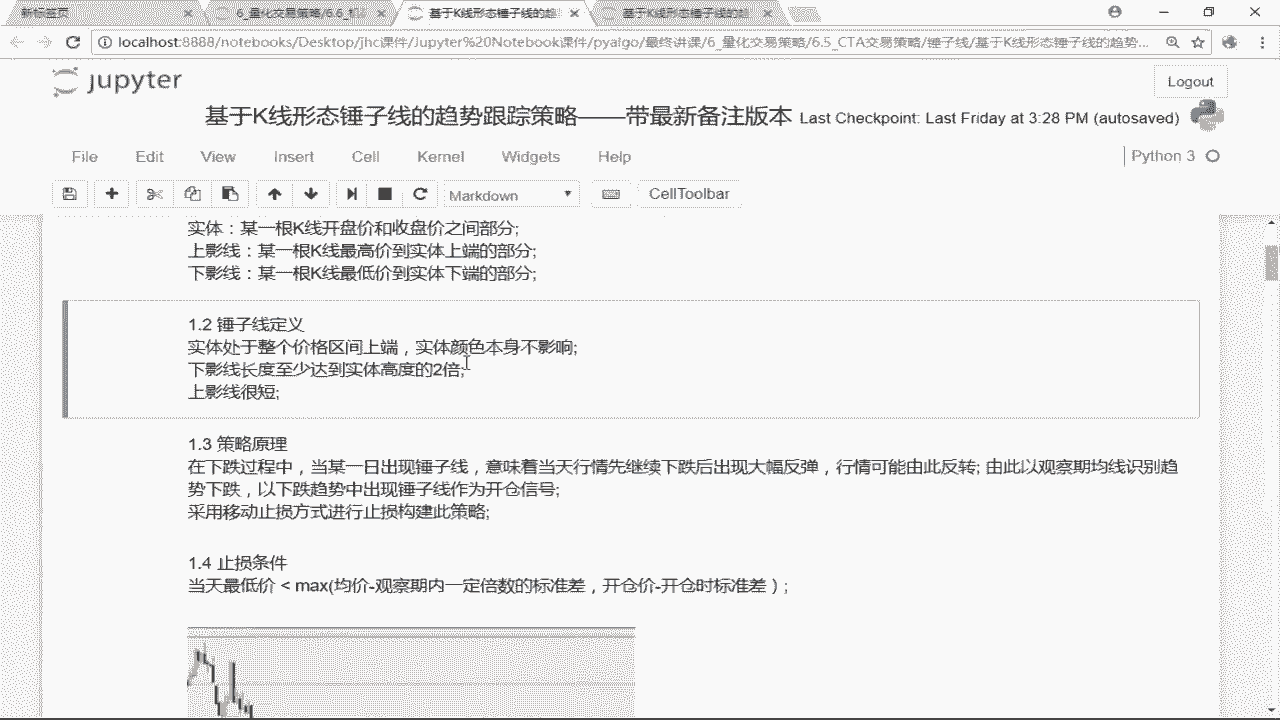 新标签页
6_量化交易策略/6.6_
基于K线形态锤子线的趋
基于K线形态锤子线的
localhost:8888/notebooks/Desktop/jhc课件/Jupyter%20Notebook课件/pyalgo/最终讲课/6_量化交易策略/6.5_CTA交易策略/锤子线/基于K线形态锤子线的趋势...
jupyter
Logout
基于K线形态锤子线的趋势跟踪策略——带最新备注版本 Last Checkpoint: Last Friday at 3:28 PM (autosaved)
File Edit View Insert Cell Kernel Widgets Help
Python 3
Markdown
CellToolbar
实体：某一根K线开盘价和收盘价之间部分;
上影线：某一根K线最高价到实体上端的部分;
下影线：某一根K线最低价到实体下端的部分;
1.2 锤子线定义
实体处于整个价格区间上端，实体颜色本身不影响;
下影线长度至少达到实体高度的2倍;
上影线很短;
1.3 策略原理
在下跌过程中，当某一日出现锤子线，意味着当天行情先继续下跌后出现大幅反弹，行情可能由此反转; 由此以观察期均线识别趋
势下跌，以下跌趋势中出现锤子线作为开仓信号;
采用移动止损方式进行止损构建此策略;
1.4 止损条件
当天最低价 < max(均价-观察期内一定倍数的标准差，开仓价-开仓时标准差 ) ;